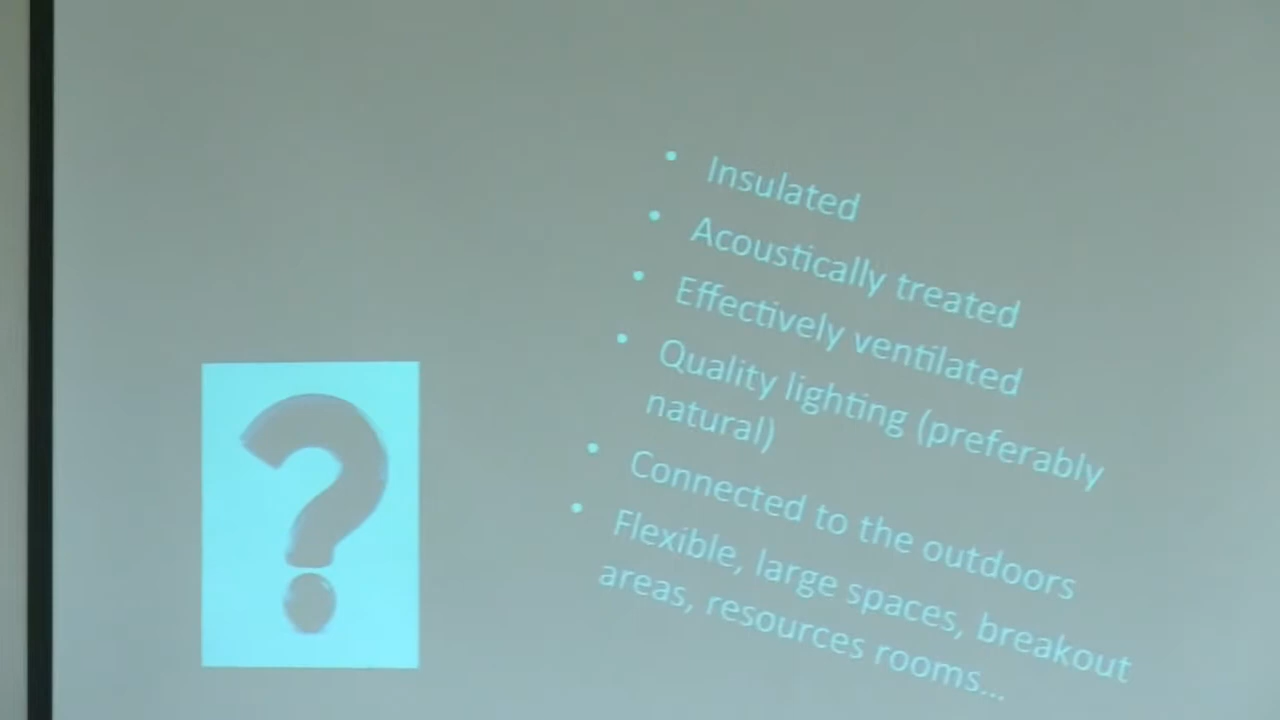 • Insulated
• Acoustically treated
• Effectively ventilated
• Quality lighting (preferably
natural)
• Connected to the outdoors
• Flexible, large spaces, breakout
areas, resources rooms...
?